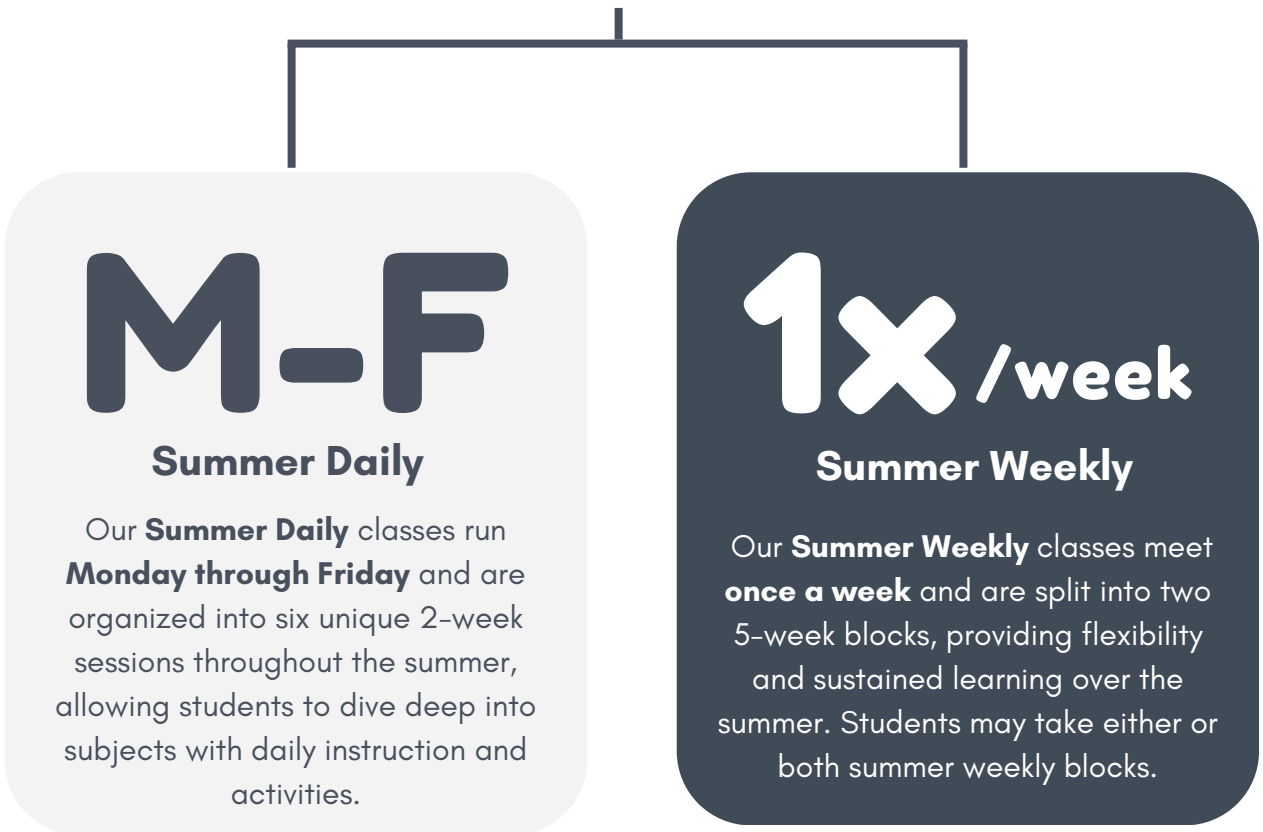 M-F
Summer Daily
Our Summer Daily classes run
Monday through Friday and are
organized into six unique 2-week
sessions throughout the summer,
allowing students to dive deep into
subjects with daily instruction and
activities.
1x/week
Summer Weekly
Our Summer Weekly classes meet
once a week and are split into two
5-week blocks, providing flexibility
and sustained learning over the
summer. Students may take either or
both summer weekly blocks.